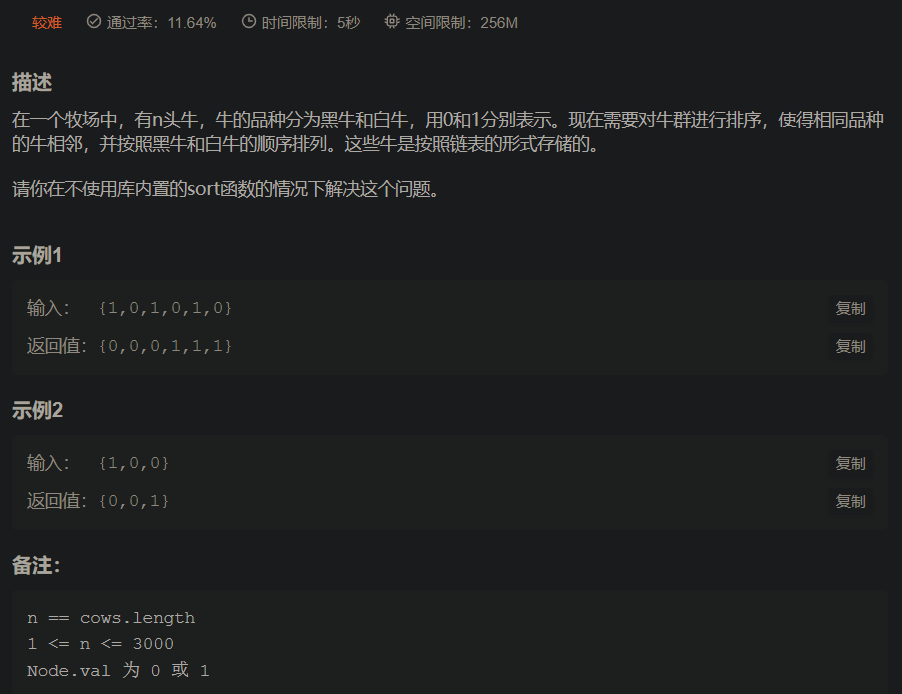 较难 通过率：11.64% 时间限制：5秒 空间限制：256M
描述
在一个牧场中，有n头牛，牛的品种分为黑牛和白牛，用0和1分别表示。现在需要对牛群进行排序，使得相同品种
的牛相邻，并按照黑牛和白牛的顺序排列。这些牛是按照链表的形式存储的。
请你在不使用库内置的sort函数的情况下解决这个问题。
示例1
输入： {1,0,1,0,1,0} 复制
返回值：{0,0,0,1,1,1} 复制
示例2
输入： {1,0,0} 复制
返回值：{0,0,1} 复制
备注：
n == cows.length
1 <= n <= 3000
Node.val 为 0 或 1